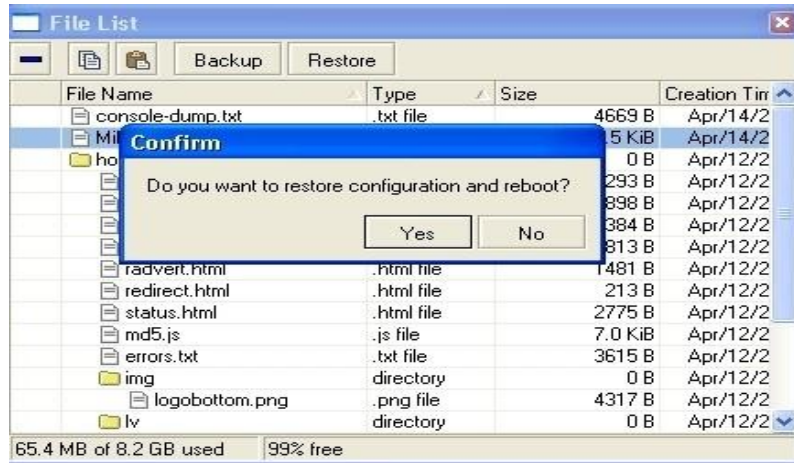 File List
Backup Restore
File Name Type Size Creation Tim
console-dump.txt .txt file 4669 B Apr/14/2
.5 KiB Apr/14/2
0 B Apr/12/2
293 B Apr/12/2
898 B Apr/12/2
384 B Apr/12/2
813 B Apr/12/2
Confirm
Do you want to restore configuration and reboot?
Yes No
radvert.html .html file 1481 B Apr/12/2
redirect.html .html file 213 B Apr/12/2
status.html .html file 2775 B Apr/12/2
md5.js .js file 7.0 KiB Apr/12/2
errors.txt .txt file 3615 B Apr/12/2
img directory 0 B Apr/12/2
logobottom.png .png file 4317 B Apr/12/2
lv directory 0 B Apr/12/2
65.4 MB of 8.2 GB used 99% free